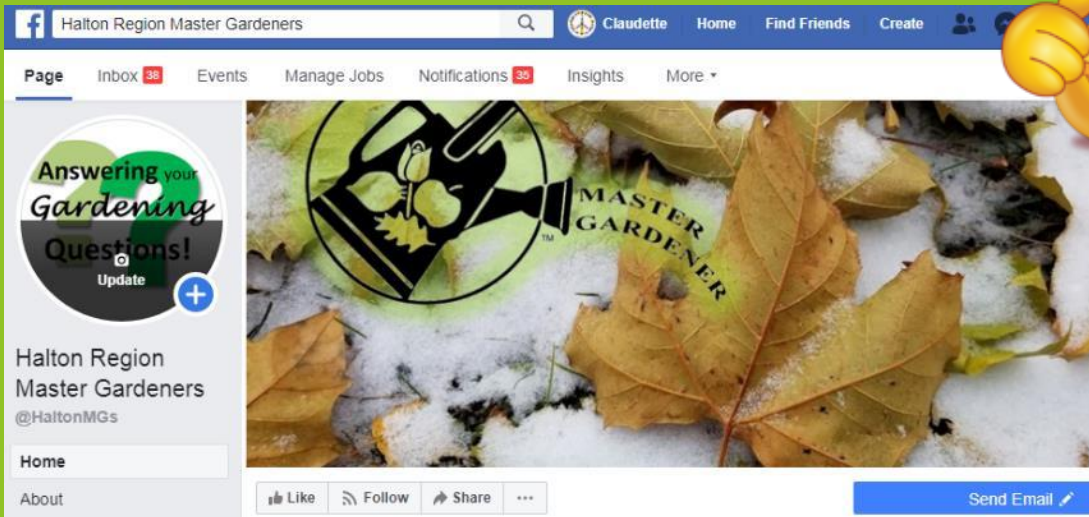 Halton Region Master Gardeners
Claudette Home Find Friends Create
Page Inbox 38 Events Manage Jobs Notifications 35 Insights More
Answering your
Gardening
Questions!
Update
MASTER
GARDENER
TM
Halton Region
Master Gardeners
@HaltonMGs
Home
About
Like Follow Share ...
Send Email